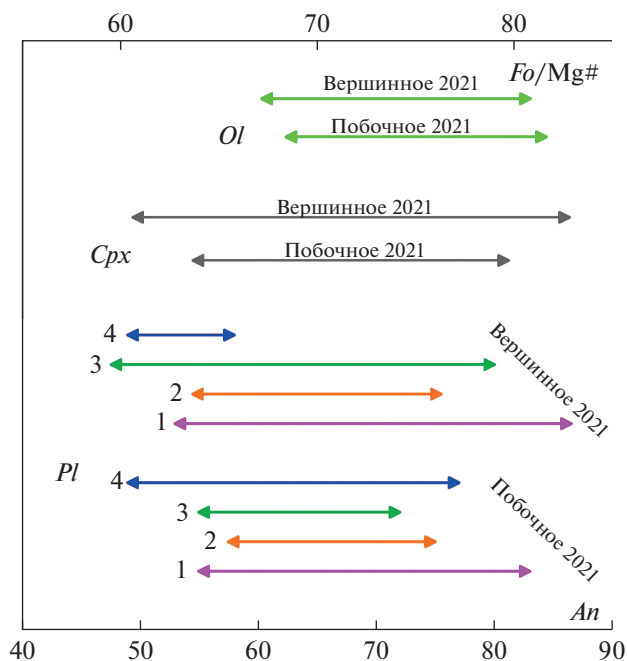 60 70 80
Fo/Mg#
Вершинное 2021
Ol
Побочное 2021
Вершинное 2021
Cpx
Побочное 2021
4
3
2
1
Вершинное 2021
Pl
4
3
2
1
Побочное 2021
An
40 50 60 70 80 90